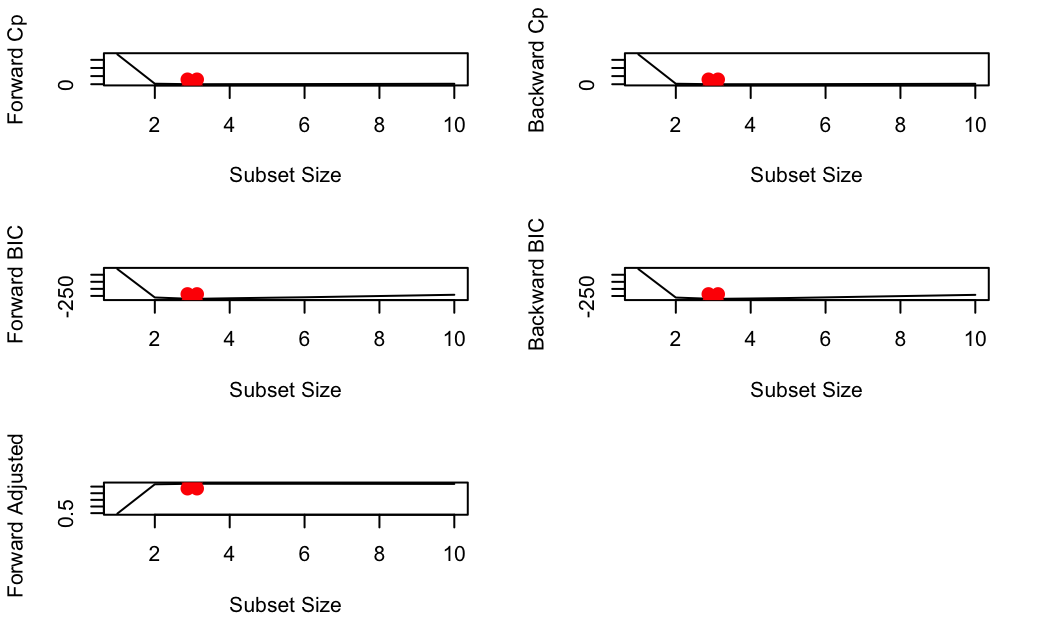 Forward Cp
0
2 4 6 8 10
Subset Size
Backward Cp
0
2 4 6 8 10
Subset Size
Forward BIC
-250
2 4 6 8 10
Subset Size
Backward BIC
-250
2 4 6 8 10
Subset Size
Forward Adjusted
0.5
2 4 6 8 10
Subset Size